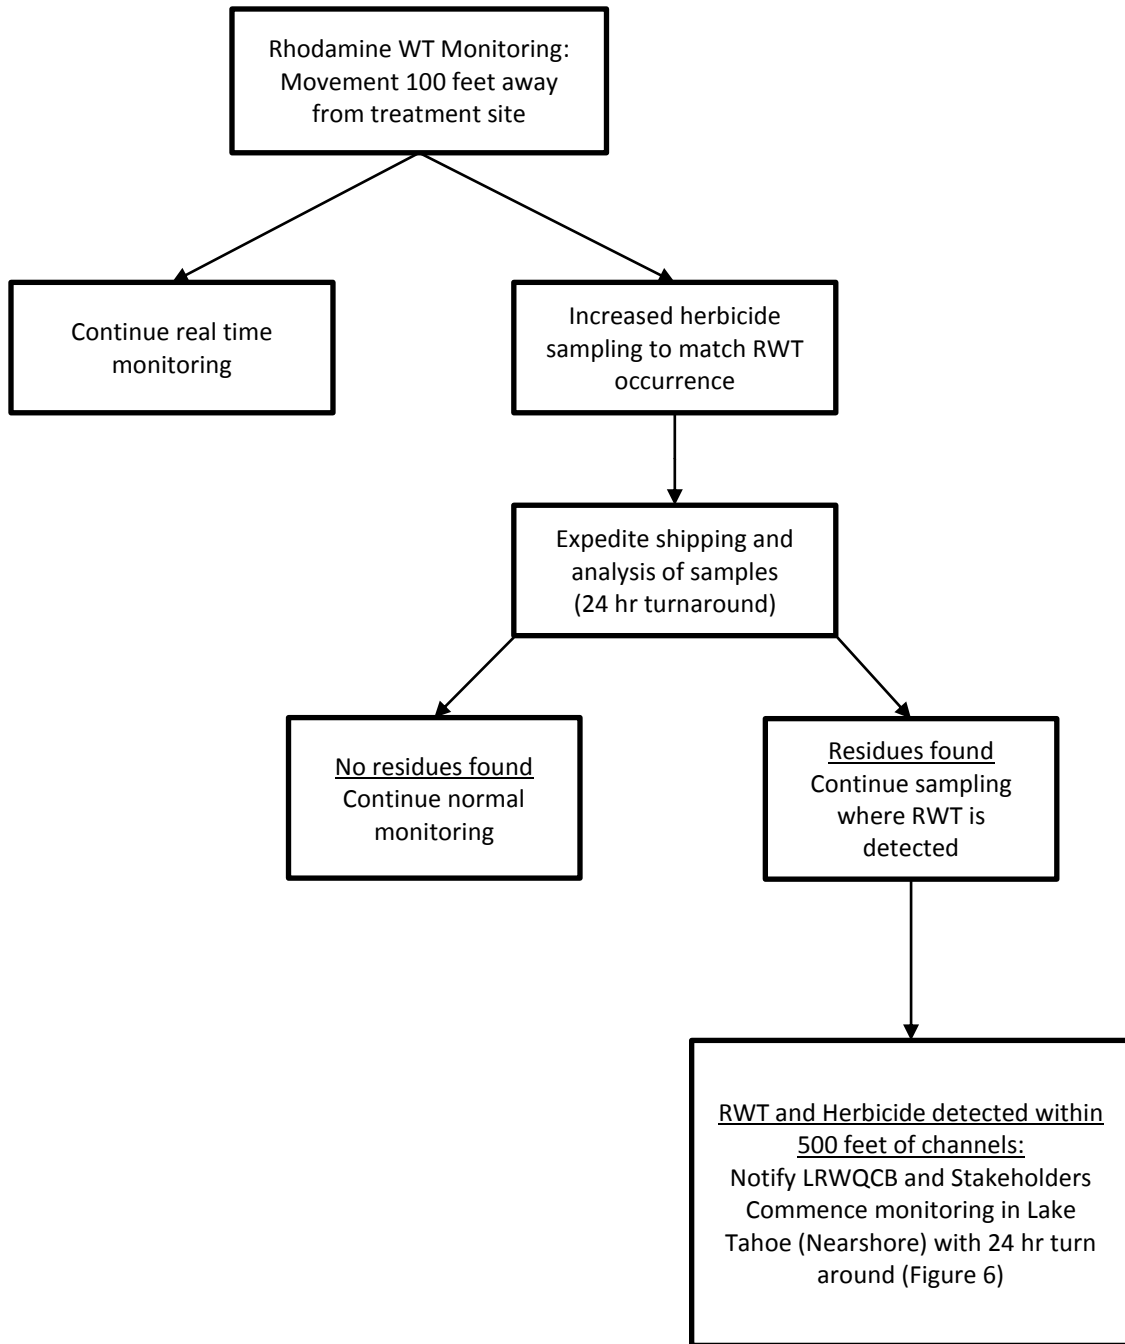 Rhodamine WT Monitoring:
Movement 100 feet away
from treatment site
Continue real time
monitoring
Increased herbicide
sampling to match RWT
occurrence
Expedite shipping and
analysis of samples
(24 hr turnaround)
No residues found
Continue normal
monitoring
Residues found
Continue sampling
where RWT is
detected
RWT and Herbicide detected within
500 feet of channels:
Notify LRWQCB and Stakeholders
Commence monitoring in Lake
Tahoe (Nearshore) with 24 hr turn
around (Figure 6)